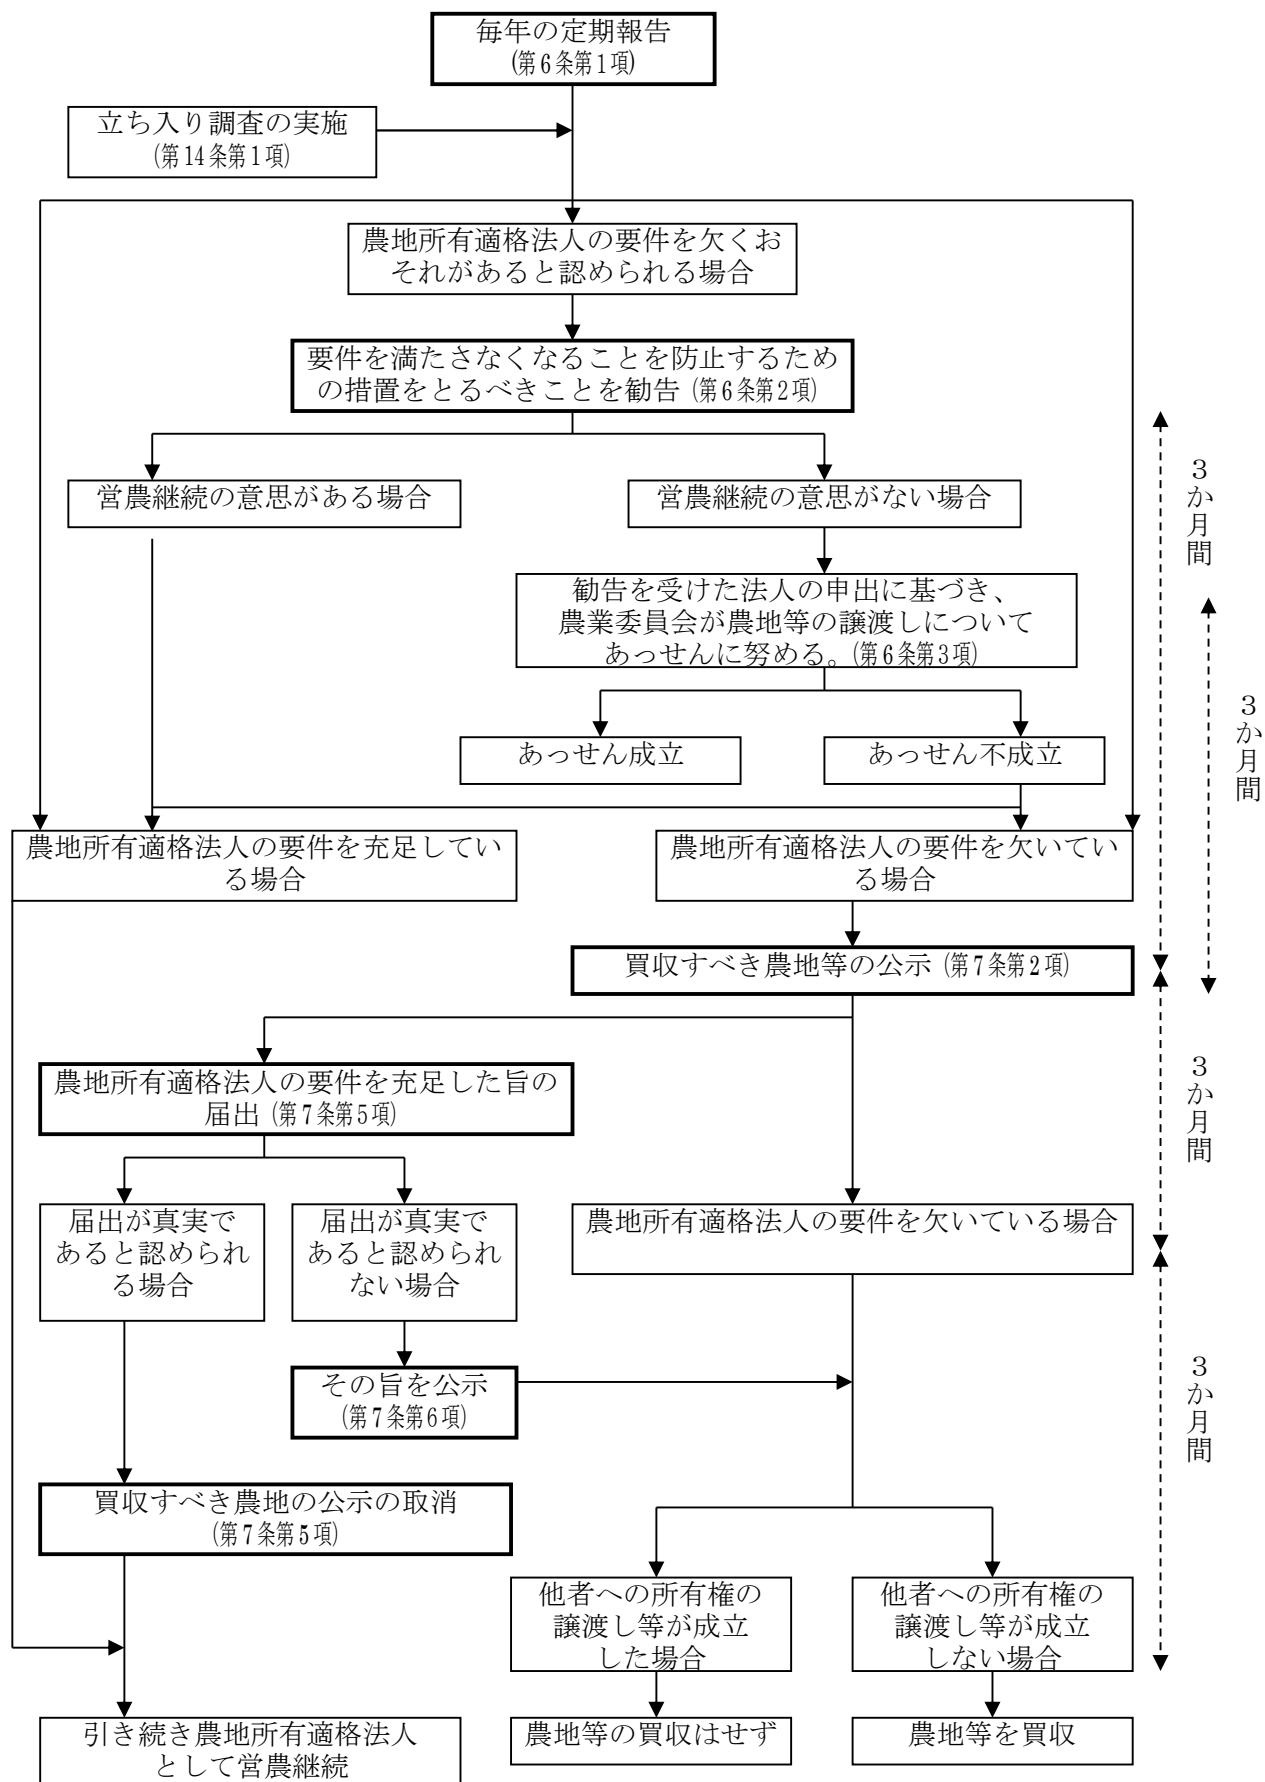 毎年の定期報告
(第6条第1項)
立ち入り調査の実施
(第14条第1項)
農地所有適格法人の要件を欠くお
それがあると認められる場合
要件を満たさなくなることを防止するため
の措置をとるべきことを勧告 (第6条第2項)
営農継続の意思がある場合
営農継続の意思がない場合
3か月間
勧告を受けた法人の申出に基づき、
農業委員会が農地等の譲渡しについて
あっせんに努める。(第6条第3項)
3か月間
あっせん成立
あっせん不成立
農地所有適格法人の要件を充足してい
る場合
農地所有適格法人の要件を欠いてい
る場合
買収すべき農地等の公示 (第7条第2項)
農地所有適格法人の要件を充足した旨の
届出 (第7条第5項)
3か月間
届出が真実で
あると認められ
る場合
届出が真実で
あると認められ
ない場合
農地所有適格法人の要件を欠いている場合
その旨を公示
(第7条第6項)
3か月間
買収すべき農地の公示の取消
(第7条第5項)
他者への所有権の
譲渡し等が成立
した場合
他者への所有権の
譲渡し等が成立
しない場合
引き続き農地所有適格法人
として営農継続
農地等の買収はせず
農地等を買収